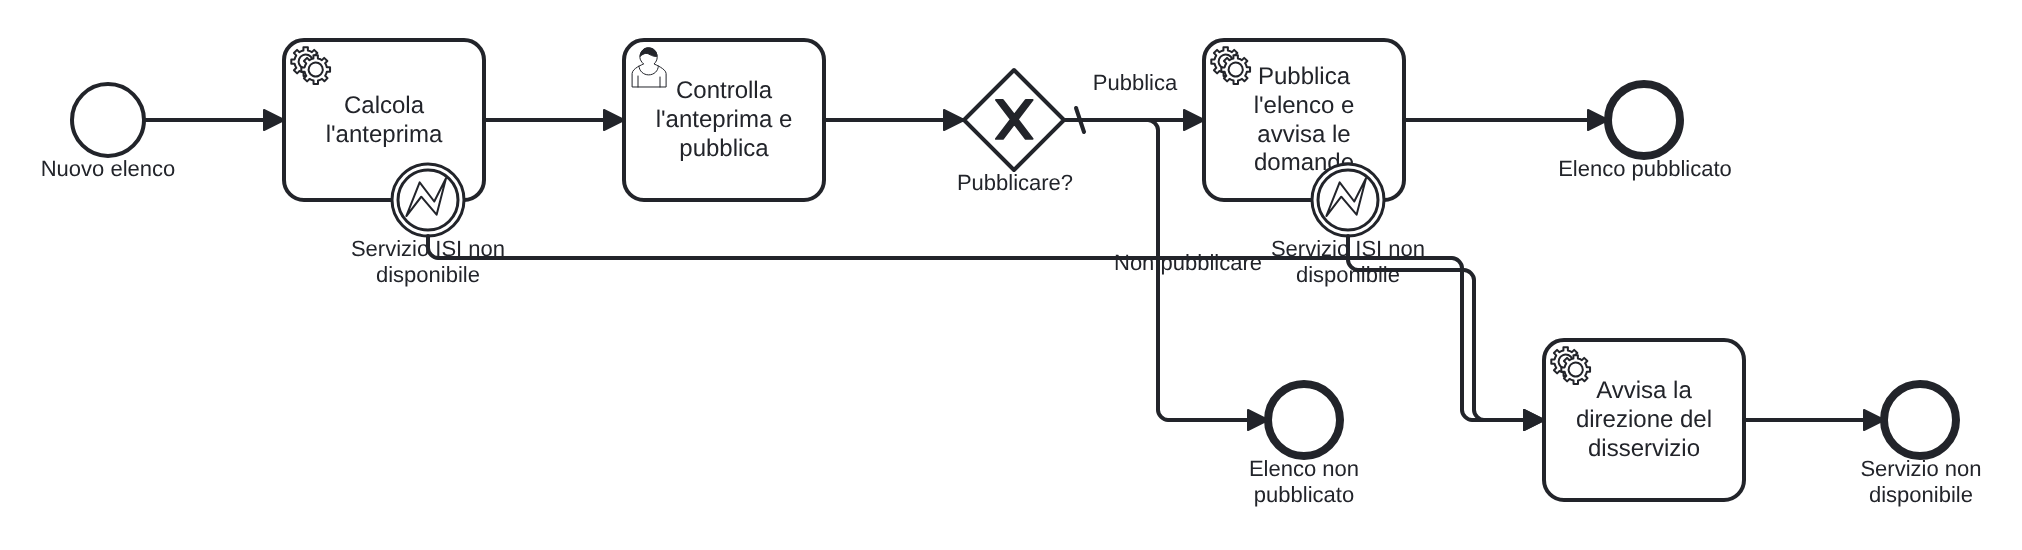 Nuovo elenco
Calcola
l'anteprima
Servizio ISI non
disponibile
Controlla
l'anteprima e
pubblica
Pubblicare?
Pubblica
Non pubblicare
Pubblica
l'elenco e
avvisa le
domande
Servizio ISI non
disponibile
Elenco pubblicato
Elenco non
pubblicato
Avvisa la
direzione del
disservizio
Servizio non
disponibile